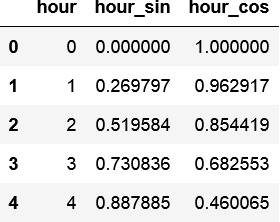 hour hour_sin hour_cos
0 0 0.000000 1.000000
1 1 0.269797 0.962917
2 2 0.519584 0.854419
3 3 0.730836 0.682553
4 4 0.887885 0.460065